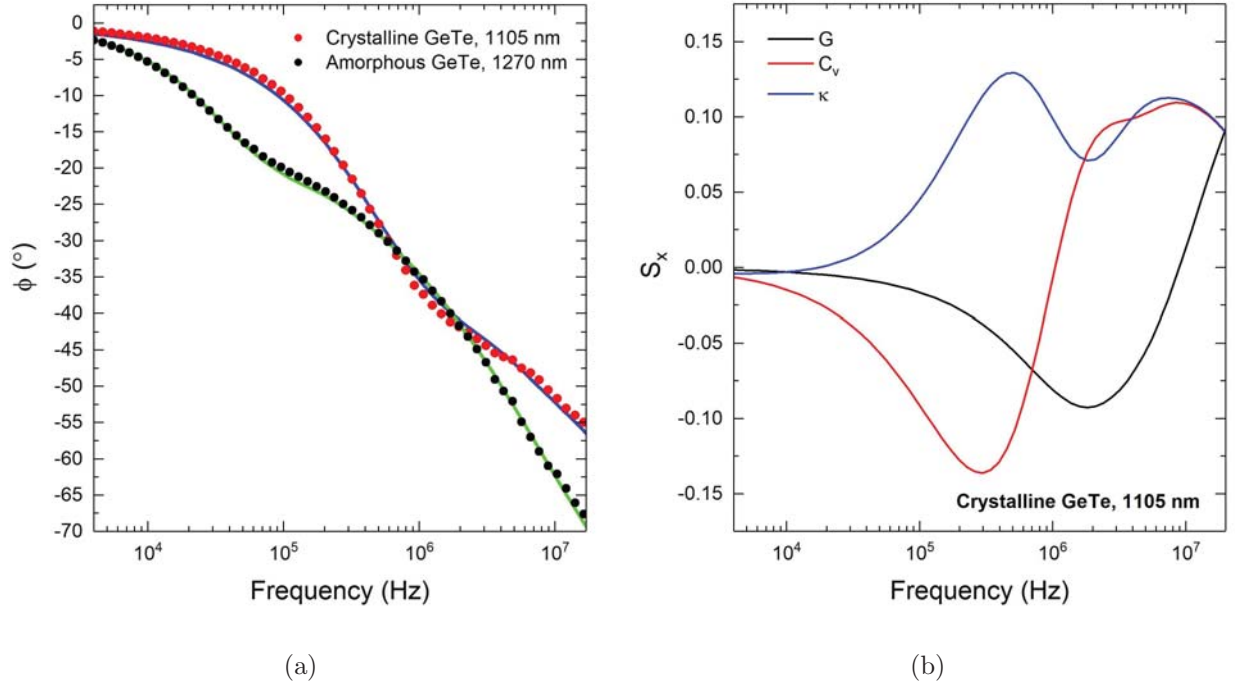 0
-5
-10
-15
-20
-25
-30
-35
-40
-45
-50
-55
-60
-65
-70
ϕ (°)
Crystalline GeTe, 1105 nm
Amorphous GeTe, 1270 nm
10⁴
10⁵
10⁶
10⁷
Frequency (Hz)
(a)
0.15
0.10
0.05
0.00
-0.05
-0.10
-0.15
Sₓ
G
Cᵥ
κ
Crystalline GeTe, 1105 nm
10⁴
10⁵
10⁶
10⁷
Frequency (Hz)
(b)